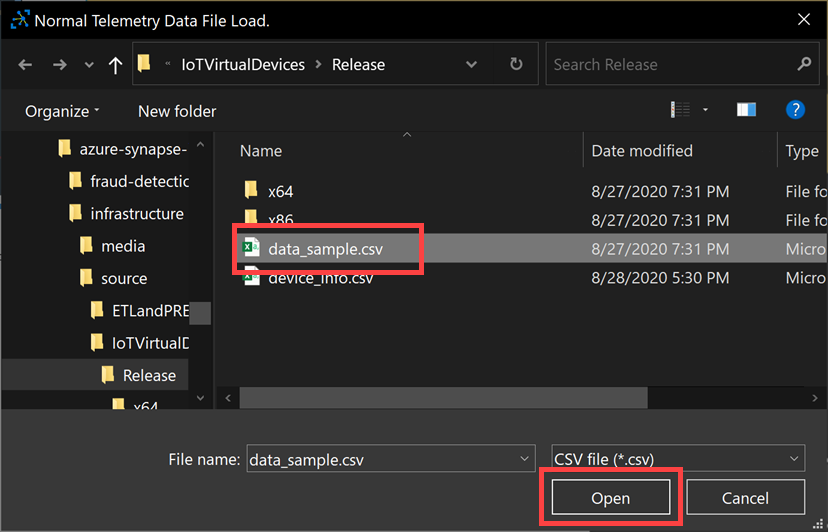 Normal Telemetry Data File Load.
« IoTVirtualDevices > Release
Search Release
Organize
New folder
Name
Date modified
Type
azure-synapse-
fraud-detectic
infrastructure
media
source
ETLandPRE
IoTVirtualD
Release
x64
x64 8/27/2020 7:31 PM File fo
x86 8/27/2020 7:31 PM File fo
data_sample.csv 8/27/2020 7:31 PM Micro
device_info.csv 8/28/2020 5:30 PM Micro
File name: data_sample.csv
CSV file (*.csv)
Open
Cancel